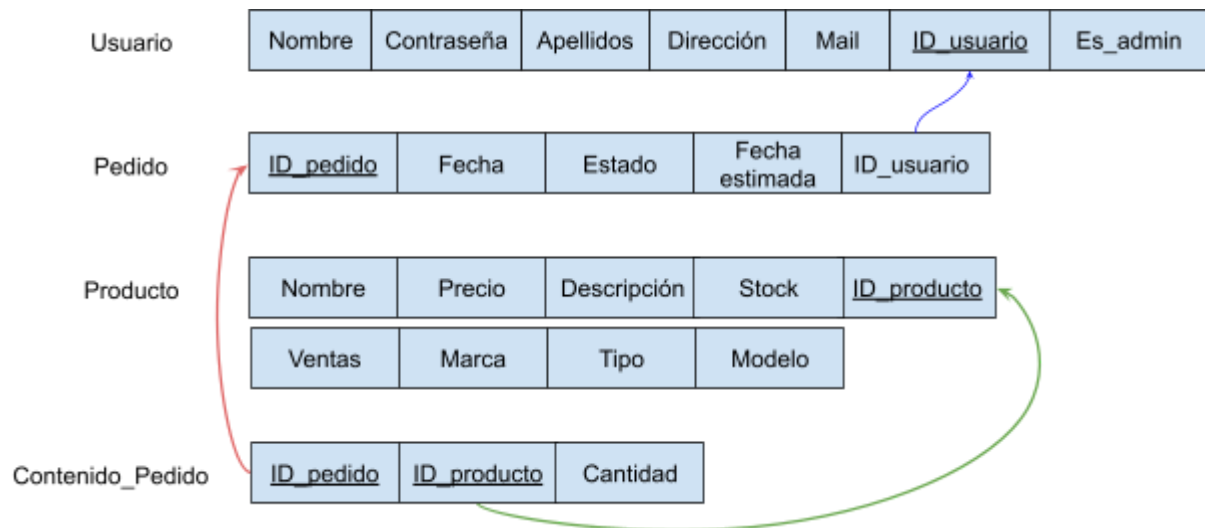 Usuario
Nombre Contraseña Apellidos Dirección Mail ID_usuario Es_admin
Pedido
ID_pedido Fecha Estado Fecha estimada ID_usuario
Producto
Nombre Precio Descripción Stock ID_producto
Ventas Marca Tipo Modelo
Contenido_Pedido
ID_pedido ID_producto Cantidad